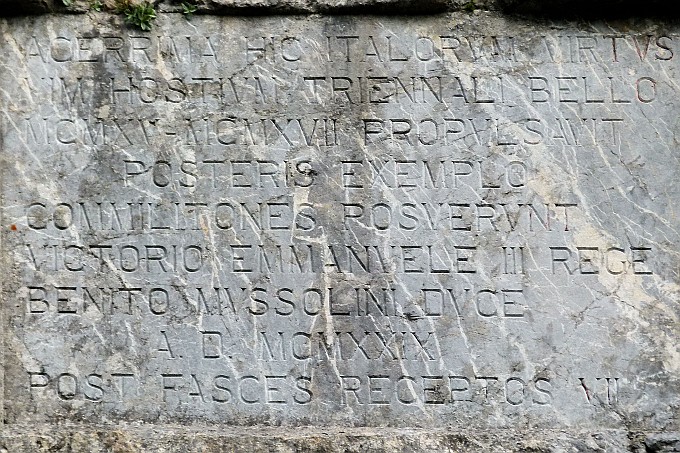 ACERRIMA HIC ITALORVM VIRTVS
VIM HOSTIVM TRIENNALI BELLO
MCMXV-MCMXVII PROPVLSAVIT
POSTERIS EXEMPLO
COMMILITONES POSVERVNT
VICTORIO EMMANVELE III REGE
BENITO MVSSOLINI DVCE
A. D. MCMXXIX
POST FASCES RECEPTOS VII